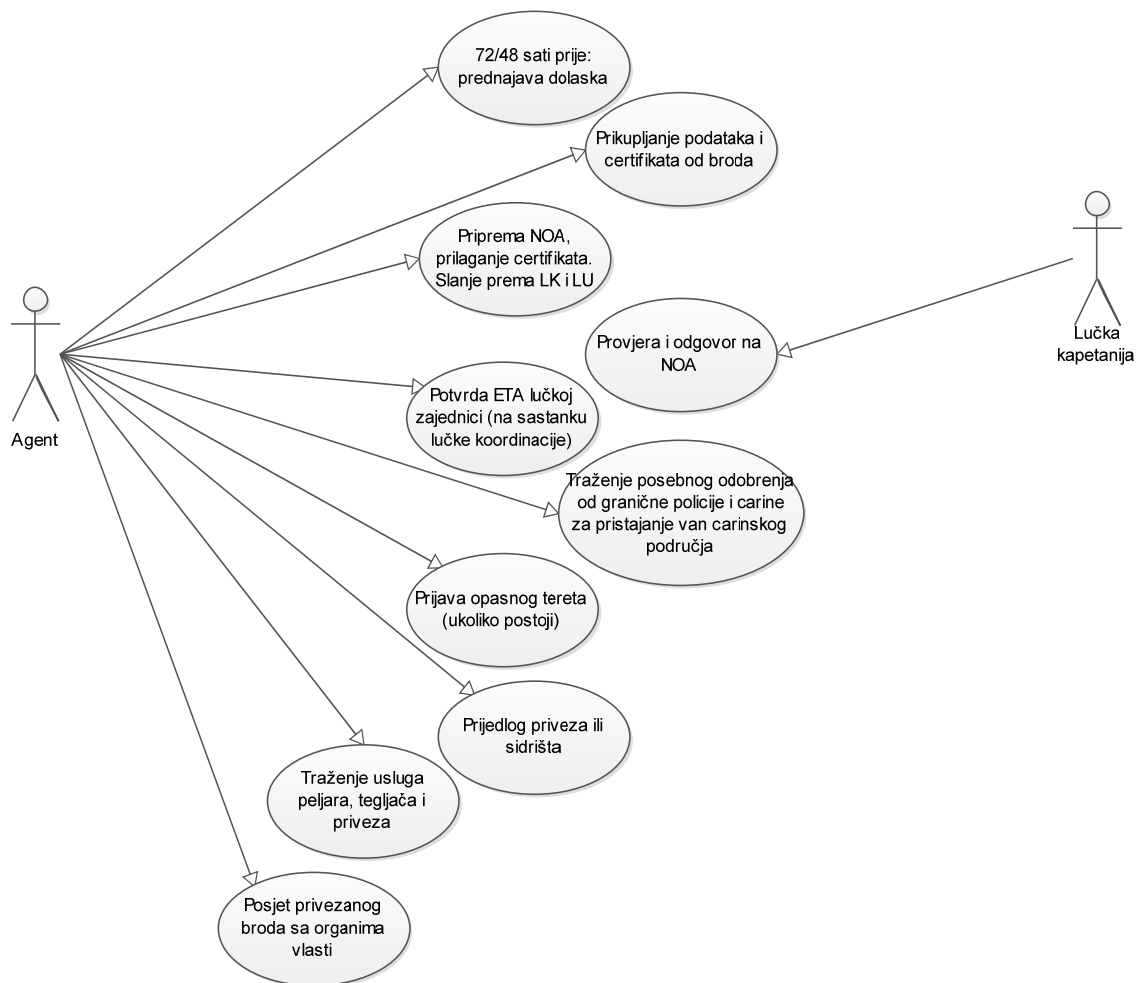 72/48 sati prije:
prednajava dolaska
Prikupljanje podataka i
certifikata od broda
Priprema NOA,
prilaganje certifikata.
Slanje prema LK i LU
Provjera i odgovor na
NOA
Lučka
kapetanija
Potvrda ETA lučkoj
zajednici (na sastanku
lučke koordinacije)
Agent
Traženje posebnog odobrenja
od granične policije i carine
za pristajanje van carinskog
područja
Prijava opasnog tereta
(ukoliko postoji)
Prijedlog priveza ili
sidrišta
Traženje usluga
peljara, tegljača i
priveza
Posjet privezanog
broda sa organima
vlasti